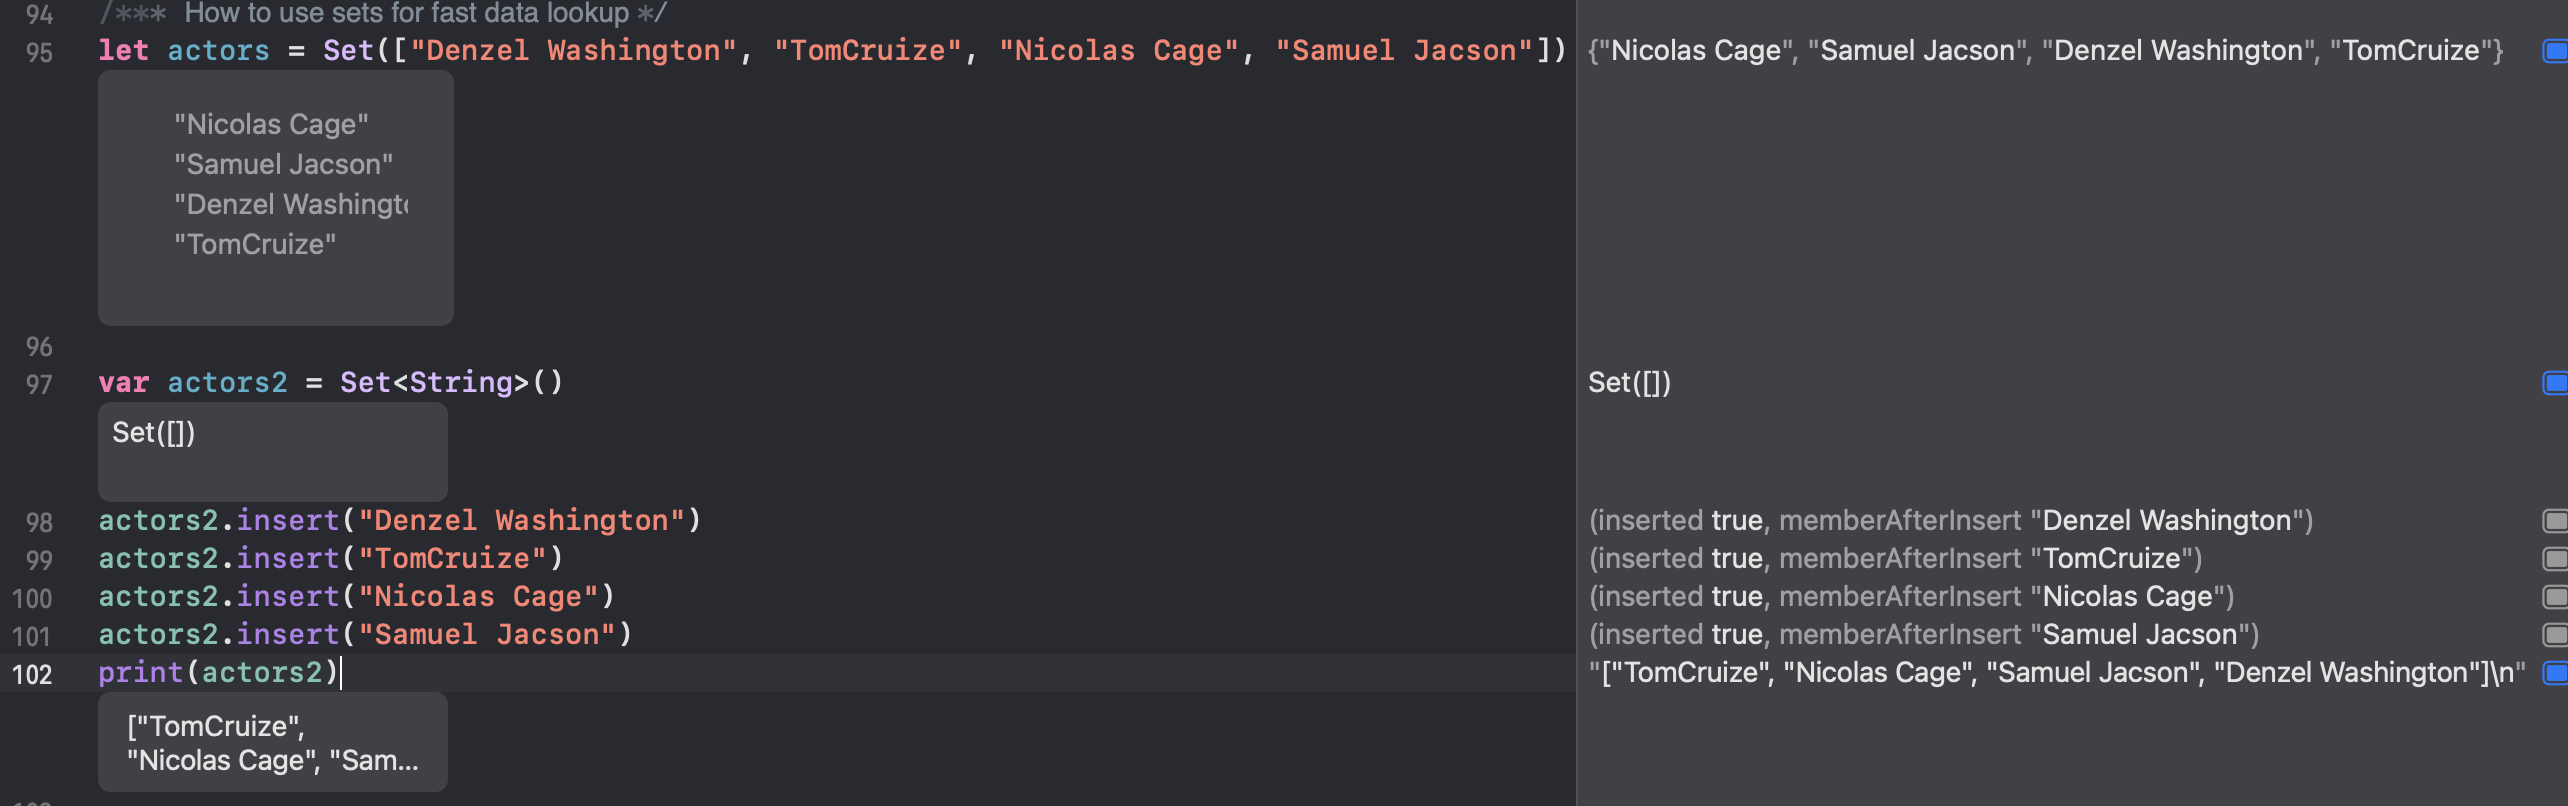 94 /*** How to use sets for fast data lookup */
95 let actors = Set(["Denzel Washington", "TomCruize", "Nicolas Cage", "Samuel Jacson"]) {"Nicolas Cage", "Samuel Jacson", "Denzel Washington", "TomCruize"}
"Nicolas Cage"
"Samuel Jacson"
"Denzel Washingto
"TomCruize"
96
97 var actors2 = Set<String>() Set([])
Set([])
98 actors2.insert("Denzel Washington") (inserted true, memberAfterInsert "Denzel Washington")
99 actors2.insert("TomCruize") (inserted true, memberAfterInsert "TomCruize")
100 actors2.insert("Nicolas Cage") (inserted true, memberAfterInsert "Nicolas Cage")
101 actors2.insert("Samuel Jacson") (inserted true, memberAfterInsert "Samuel Jacson")
102 print(actors2) "["TomCruize", "Nicolas Cage", "Samuel Jacson", "Denzel Washington"]\n"
["TomCruize",
"Nicolas Cage", "Sam...